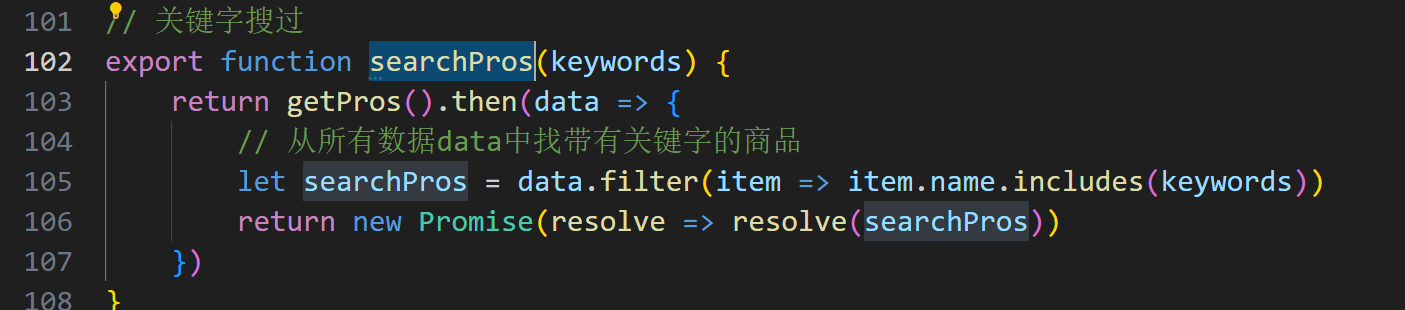 101 // 关键字搜过
102 export function searchPros(keywords) {
103 return getPros().then(data => {
104 // 从所有数据data中找带有关键字的商品
105 let searchPros = data.filter(item => item.name.includes(keywords))
106 return new Promise(resolve => resolve(searchPros))
107 })
108 }